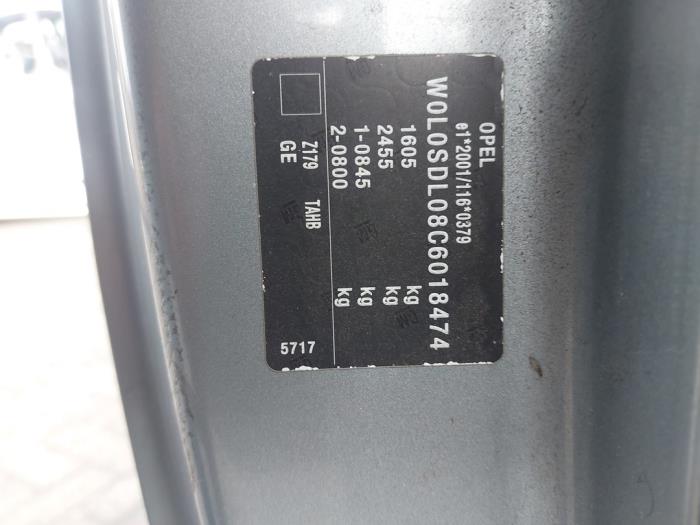 OPEL
e1*2001/116*0379
W0L0SDL08C6018474
1605 kg
2455 kg
1-0845 kg
2-0800 kg
Z179 TAHB
GE
5717